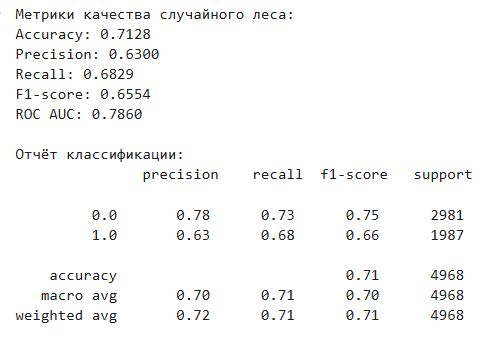 Метрики качества случайного леса:
Accuracy: 0.7128
Precision: 0.6300
Recall: 0.6829
F1-score: 0.6554
ROC AUC: 0.7860
Отчёт классификации:
precision recall f1-score support
0.0 0.78 0.73 0.75 2981
1.0 0.63 0.68 0.66 1987
accuracy 0.71 4968
macro avg 0.70 0.71 0.70 4968
weighted avg 0.72 0.71 0.71 4968